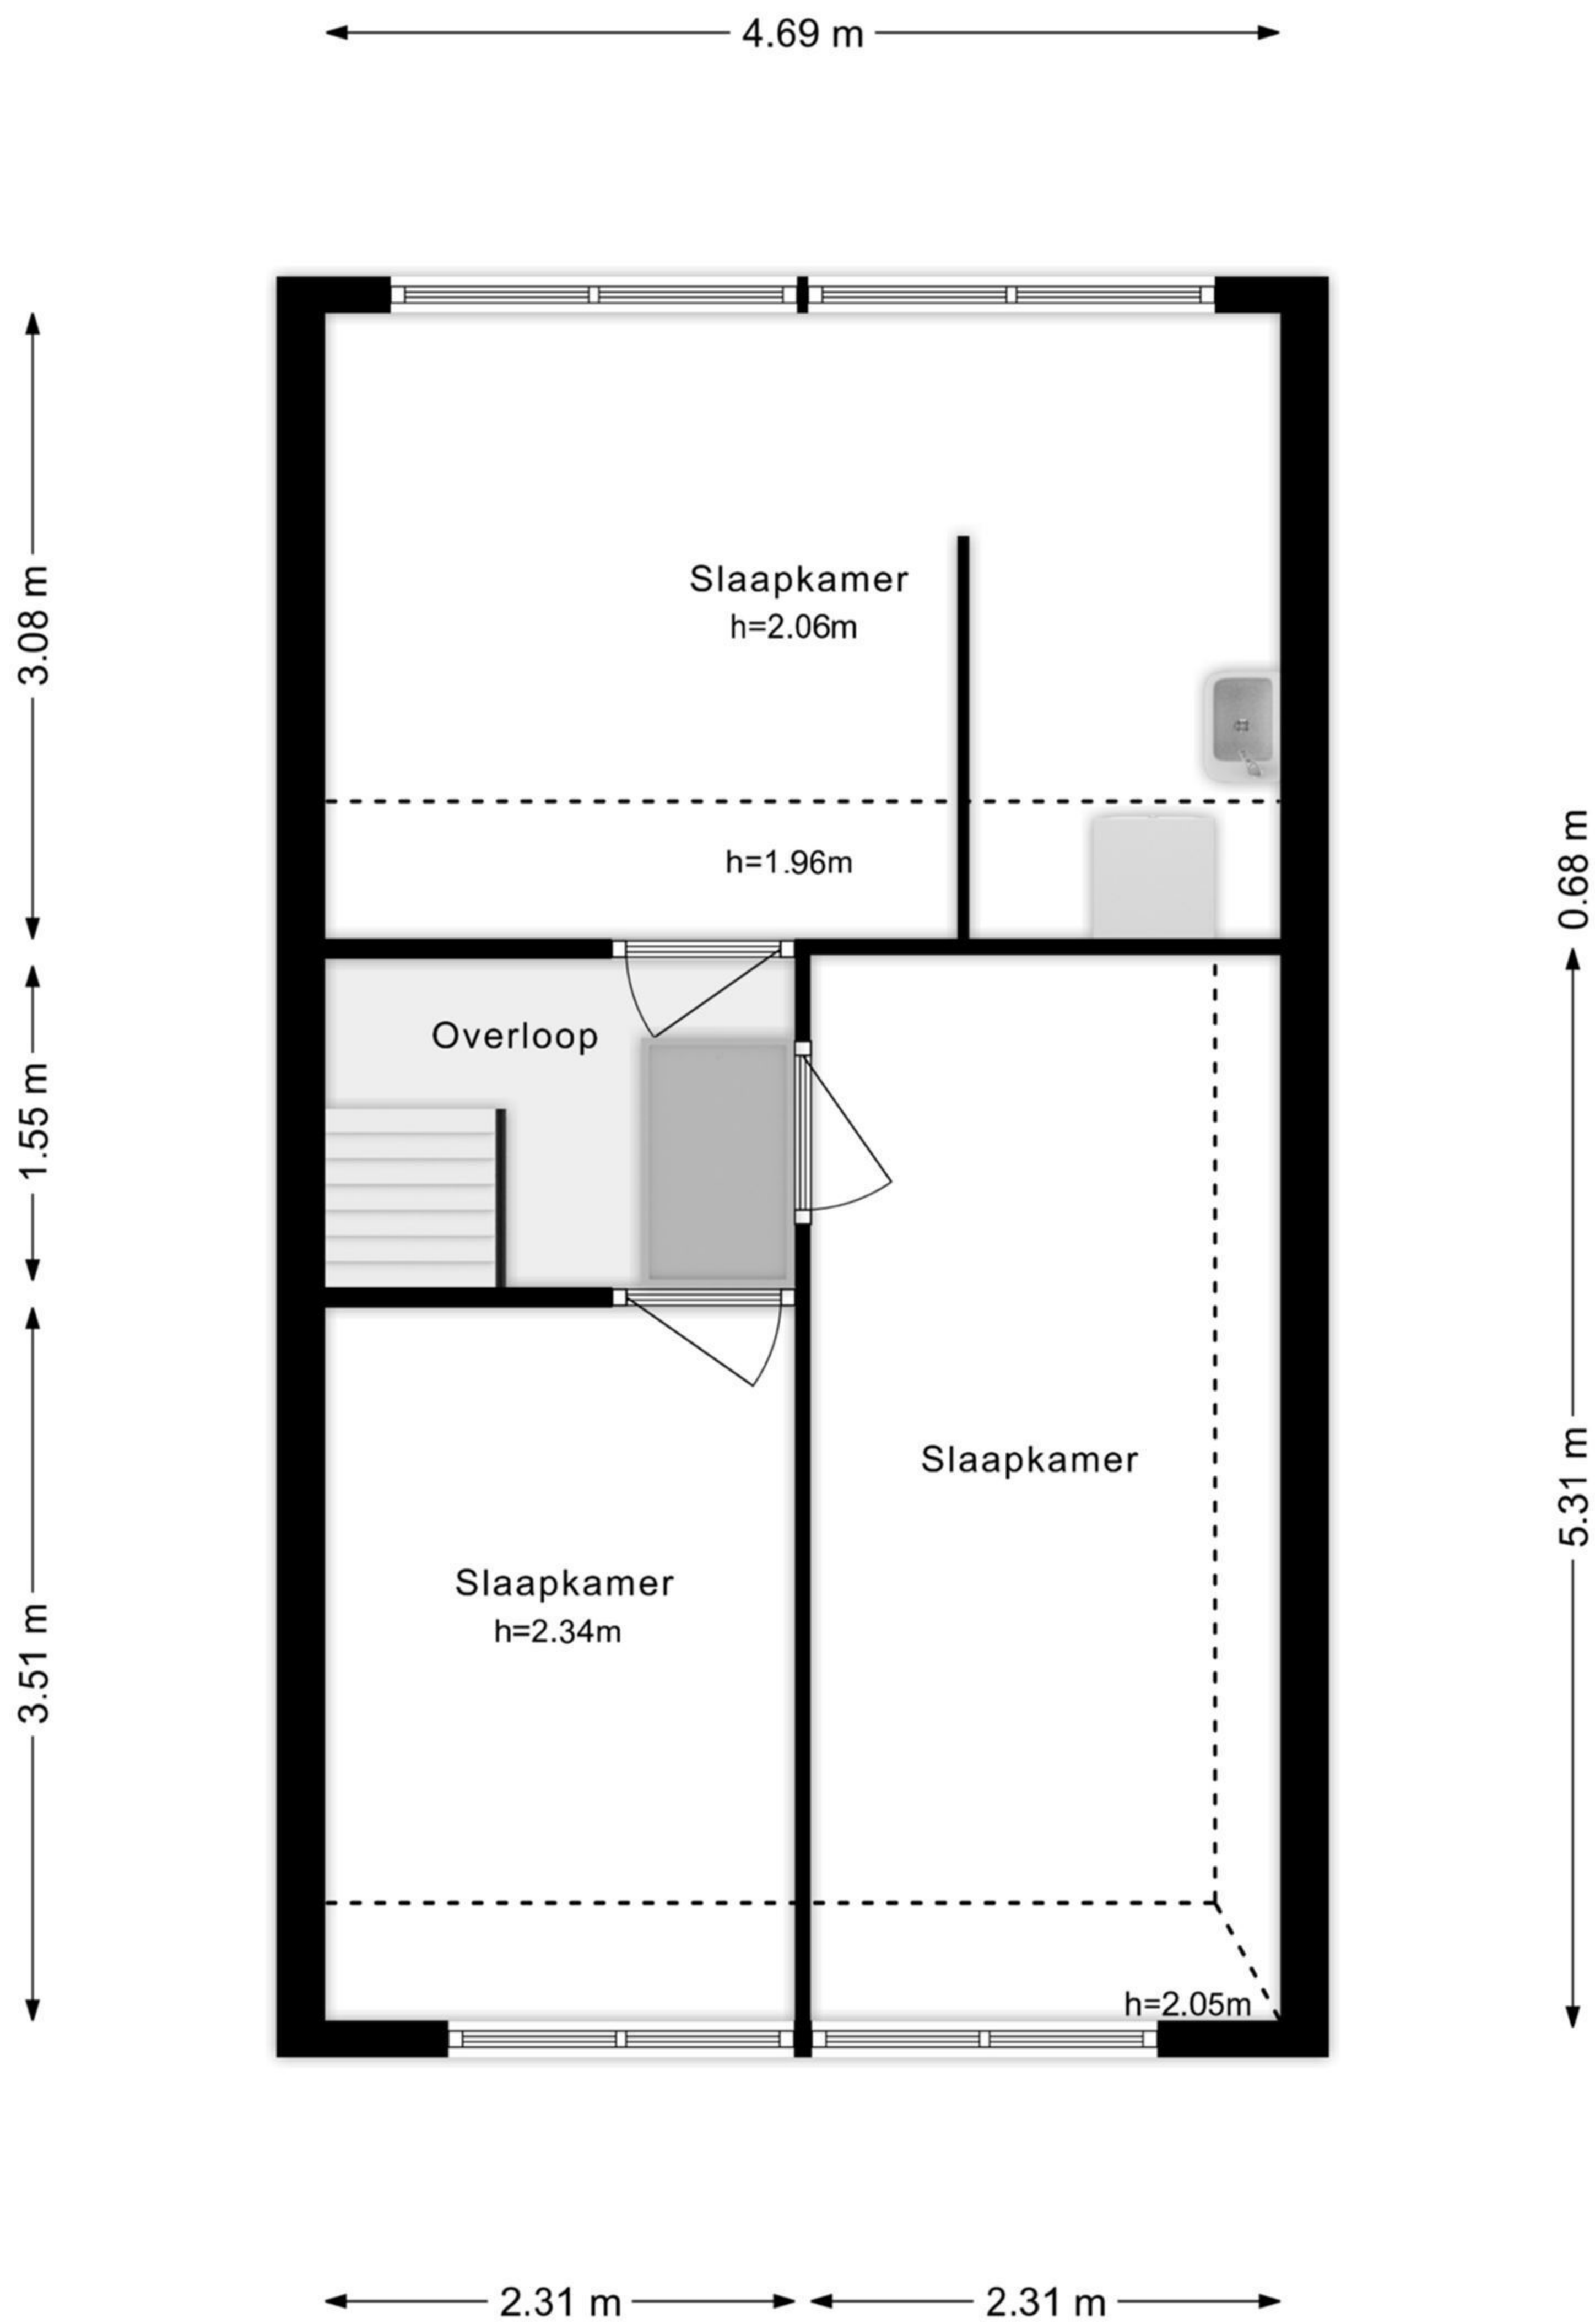 4.69 m
Slaapkamer
h=2.06m
3.08 m
h=1.96m
0.68 m
Overloop
1.55 m
Slaapkamer
5.31 m
Slaapkamer
h=2.34m
3.51 m
h=2.05m
2.31 m
2.31 m